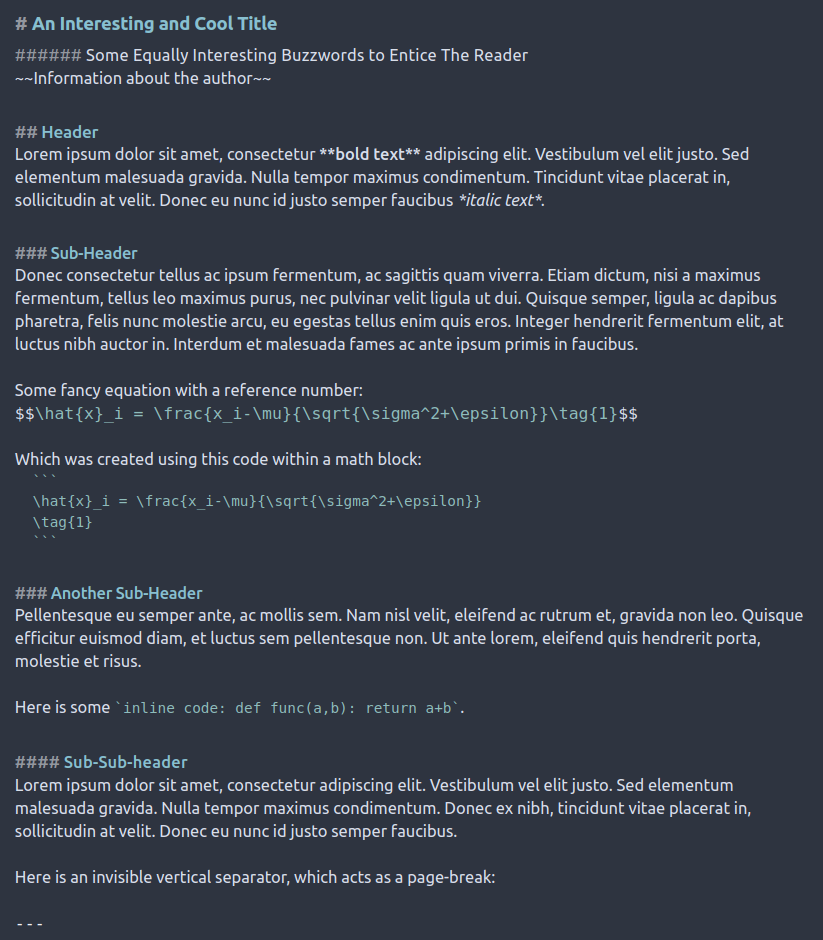 # An Interesting and Cool Title
###### Some Equally Interesting Buzzwords to Entice The Reader
~~Information about the author~~
## Header
Lorem ipsum dolor sit amet, consectetur **bold text** adipiscing elit. Vestibulum vel elit justo. Sed
elementum malesuada gravida. Nulla tempor maximus condimentum. Tincidunt vitae placerat in,
sollicitudin at velit. Donec eu nunc id justo semper faucibus *italic text*.
### Sub-Header
Donec consectetur tellus ac ipsum fermentum, ac sagittis quam viverra. Etiam dictum, nisi a maximus
fermentum, tellus leo maximus purus, nec pulvinar velit ligula ut dui. Quisque semper, ligula ac dapibus
pharetra, felis nunc molestie arcu, eu egestas tellus enim quis eros. Integer hendrerit fermentum elit, at
luctus nibh auctor in. Interdum et malesuada fames ac ante ipsum primis in faucibus.
Some fancy equation with a reference number:
$$\hat{x}_i = \frac{x_i-\mu}{\sqrt{\sigma^2+\epsilon}}\tag{1}$$
Which was created using this code within a math block:
```
\hat{x}_i = \frac{x_i-\mu}{\sqrt{\sigma^2+\epsilon}}
\tag{1}
```
### Another Sub-Header
Pellentesque eu semper ante, ac mollis sem. Nam nisl velit, eleifend ac rutrum et, gravida non leo. Quisque
efficitur euismod diam, et luctus sem pellentesque non. Ut ante lorem, eleifend quis hendrerit porta,
molestie et risus.
Here is some `inline code: def func(a,b): return a+b`.
#### Sub-Sub-header
Lorem ipsum dolor sit amet, consectetur adipiscing elit. Vestibulum vel elit justo. Sed elementum
malesuada gravida. Nulla tempor maximus condimentum. Donec ex nibh, tincidunt vitae placerat in,
sollicitudin at velit. Donec eu nunc id justo semper faucibus.
Here is an invisible vertical separator, which acts as a page-break:
---